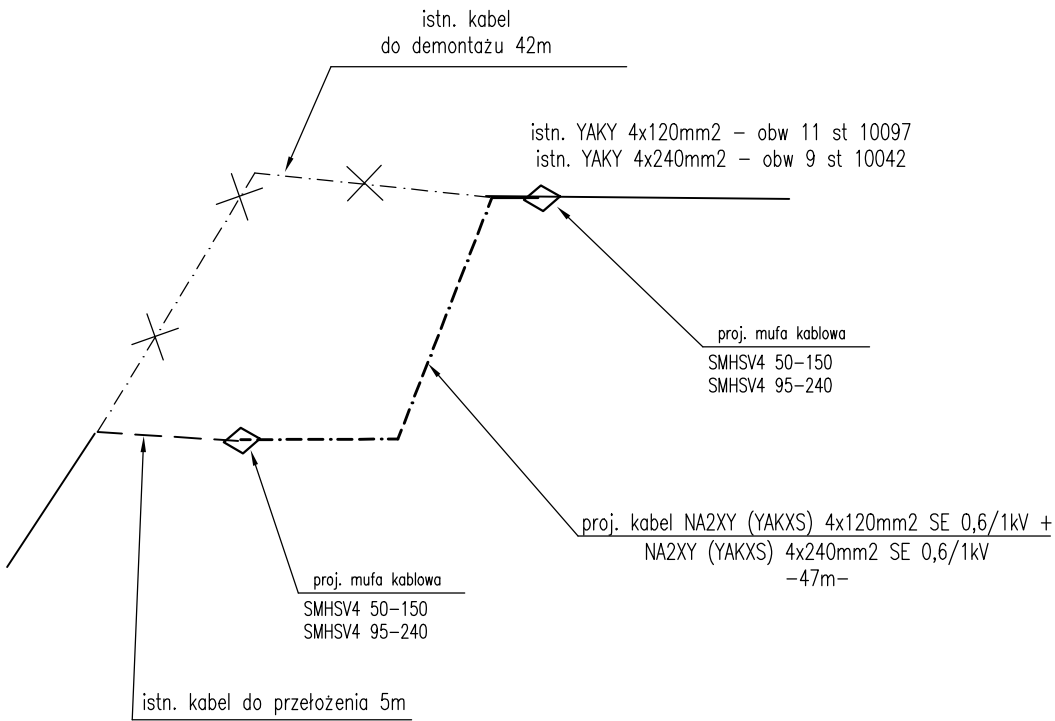 istn. kabel
do demontażu 42m
istn. YAKY 4x120mm2 – obw 11 st 10097
istn. YAKY 4x240mm2 – obw 9 st 10042
proj. mufa kablowa
SMHSV4 50–150
SMHSV4 95–240
proj. kabel NA2XY (YAKXS) 4x120mm2 SE 0,6/1kV +
NA2XY (YAKXS) 4x240mm2 SE 0,6/1kV
–47m–
proj. mufa kablowa
SMHSV4 50–150
SMHSV4 95–240
istn. kabel do przełożenia 5m